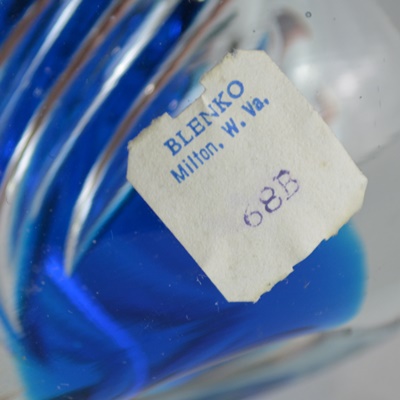 BLENKO
Milton, W. Va.
68B